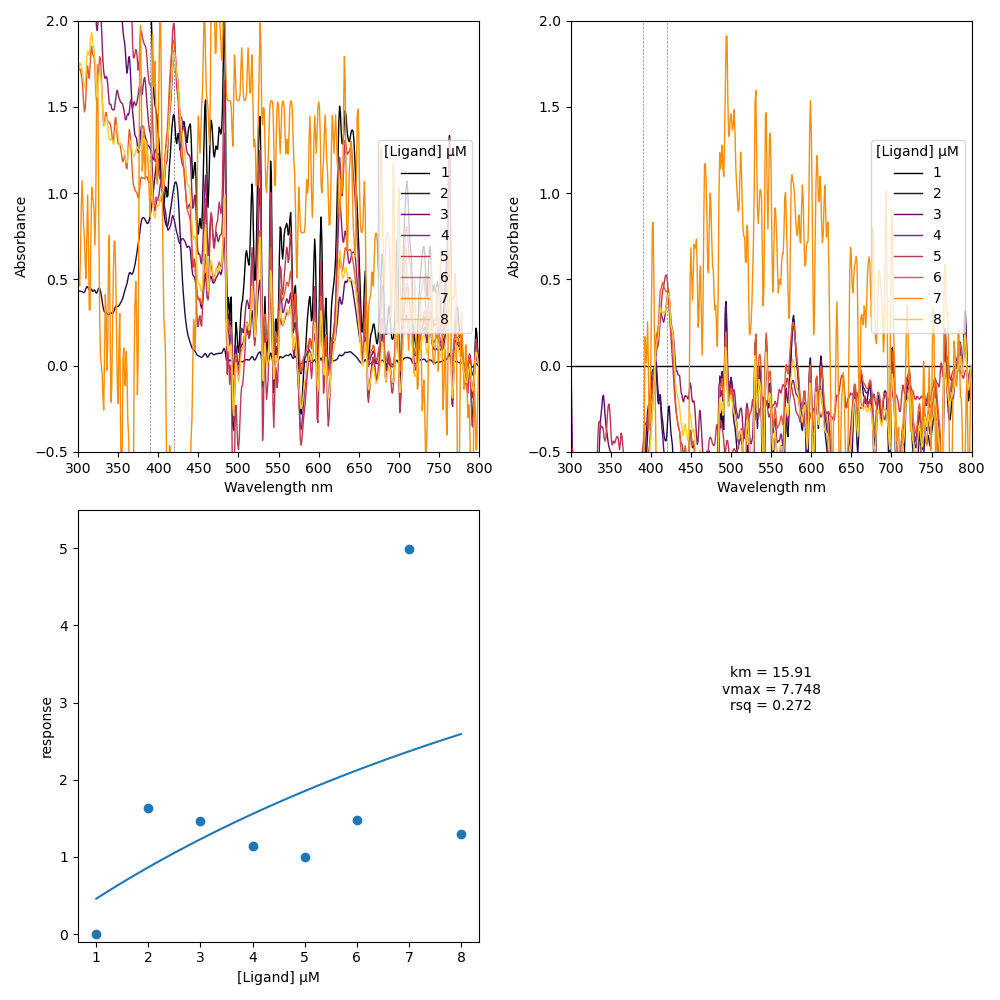 2.0
1.5
1.0
0.5
0.0
−0.5
Absorbance
300 350 400 450 500 550 600 650 700 750 800
Wavelength nm
[Ligand] μM
1
2
3
4
5
6
7
8
2.0
1.5
1.0
0.5
0.0
−0.5
Absorbance
300 350 400 450 500 550 600 650 700 750 800
Wavelength nm
[Ligand] μM
1
2
3
4
5
6
7
8
5
4
3
2
1
0
response
1 2 3 4 5 6 7 8
[Ligand] μM
km = 15.91
vmax = 7.748
rsq = 0.272